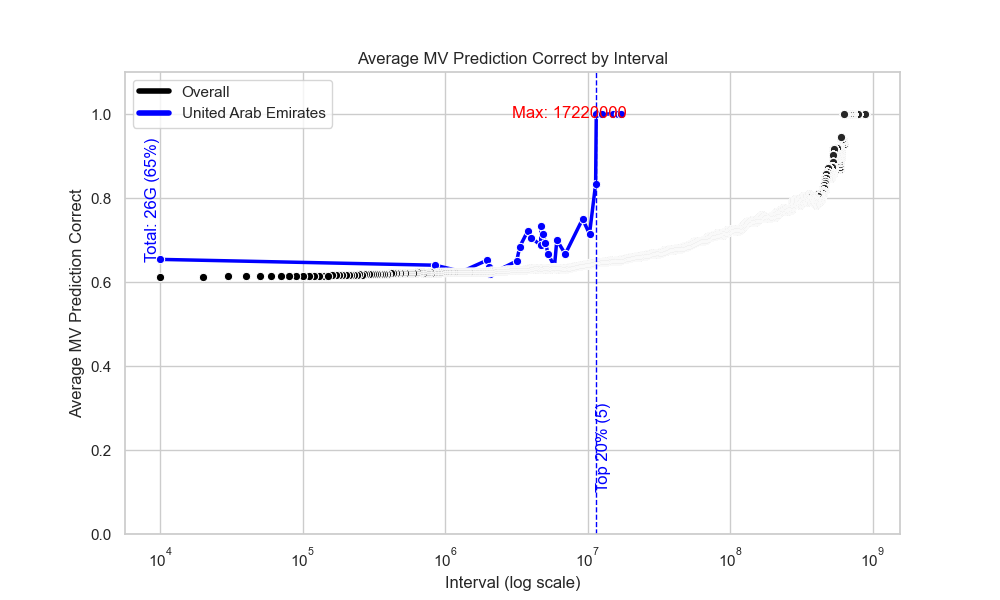 Average MV Prediction Correct by Interval
Overall
United Arab Emirates
Max: 17220000
Total: 26G (65%)
Top 20% (5)
Average MV Prediction Correct
1.0
0.8
0.6
0.4
0.2
0.0
10^4
10^5
10^6
10^7
10^8
10^9
Interval (log scale)